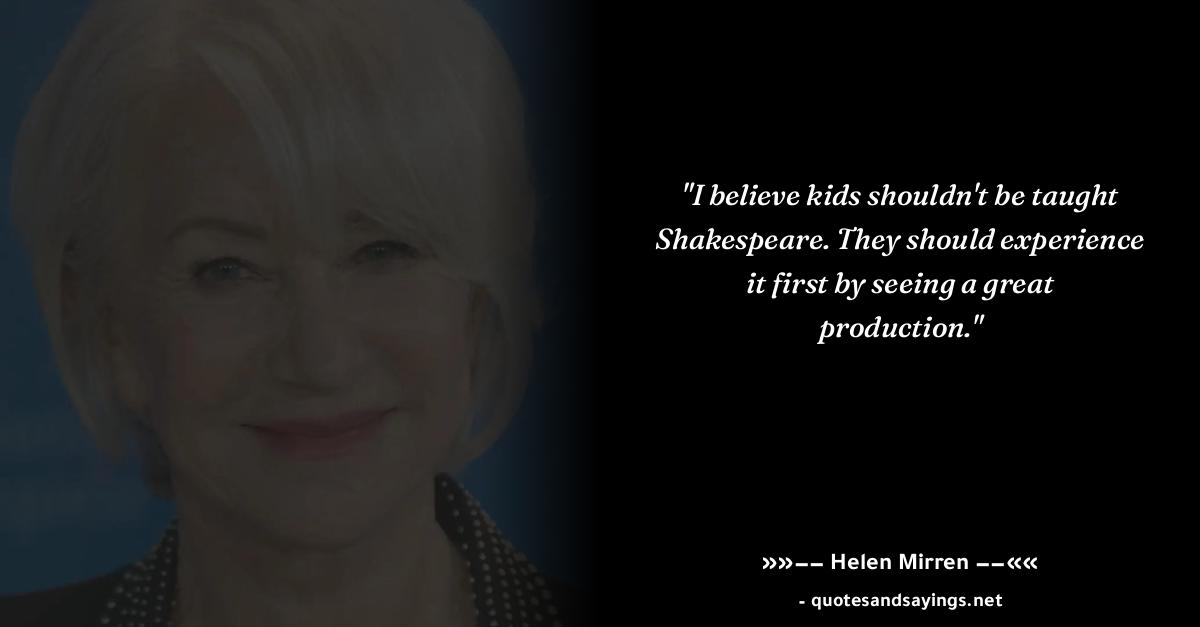 "I believe kids shouldn't be taught
Shakespeare. They should experience
it first by seeing a great
production."
»»−− Helen Mirren −−««
- quotesandsayings.net